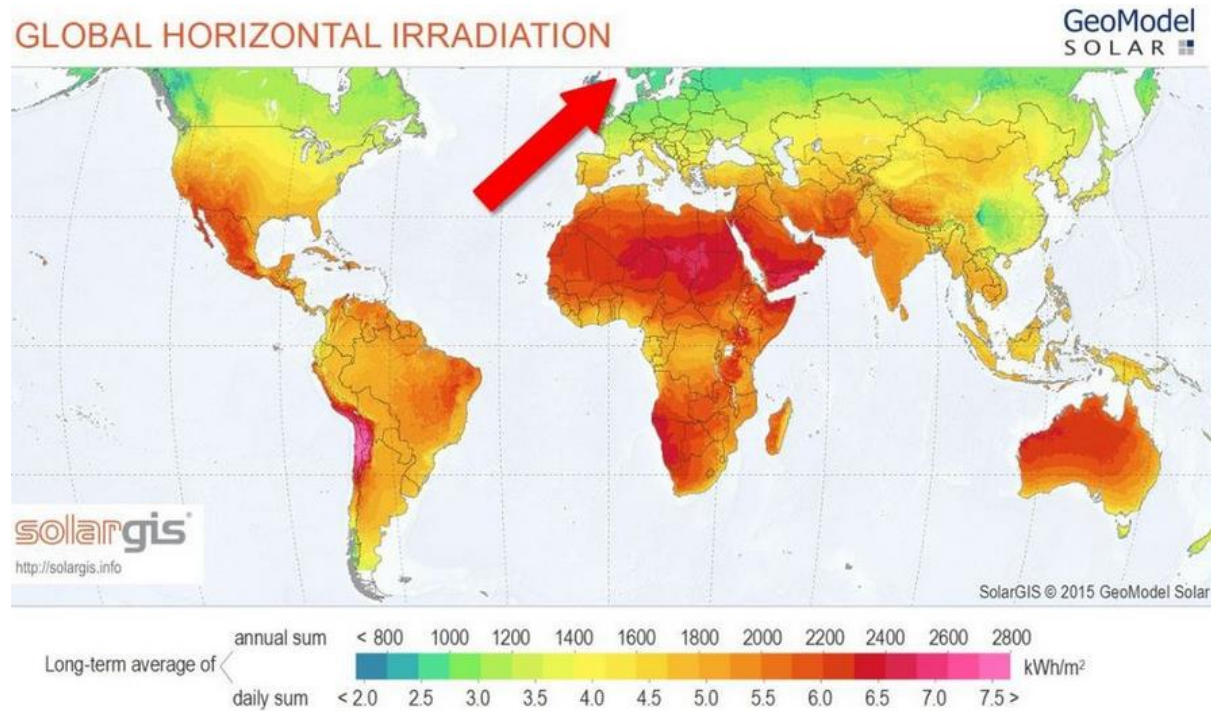 GLOBAL HORIZONTAL IRRADIATION
GeoModel
SOLAR
solargis
http://solargis.info
SolarGIS © 2015 GeoModel Solar
annual sum < 800 1000 1200 1400 1600 1800 2000 2200 2400 2600 2800
Long-term average of kWh/m²
daily sum < 2.0 2.5 3.0 3.5 4.0 4.5 5.0 5.5 6.0 6.5 7.0 7.5 >